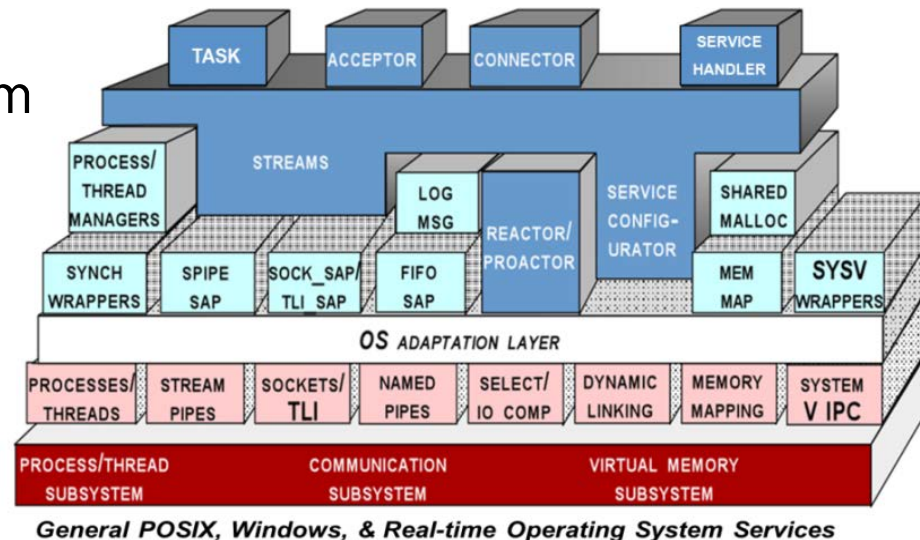 m
TASK
ACCEPTOR
CONNECTOR
SERVICE
HANDLER
PROCESS/
THREAD
MANAGERS
STREAMS
LOG
MSG
REACTOR/
PROACTOR
SERVICE
CONFIG-
URATOR
SHARED
MALLOC
SYNCH
WRAPPERS
SPIPE
SAP
SOCK_SAP/
TLI_SAP
FIFO
SAP
MEM
MAP
SYSV
WRAPPERS
OS ADAPTATION LAYER
PROCESSES/
THREADS
STREAM
PIPES
SOCKETS/
TLI
NAMED
PIPES
SELECT/
IO COMP
DYNAMIC
LINKING
MEMORY
MAPPING
SYSTEM
V IPC
PROCESS/THREAD
SUBSYSTEM
COMMUNICATION
SUBSYSTEM
VIRTUAL MEMORY
SUBSYSTEM
General POSIX, Windows, & Real-time Operating System Services